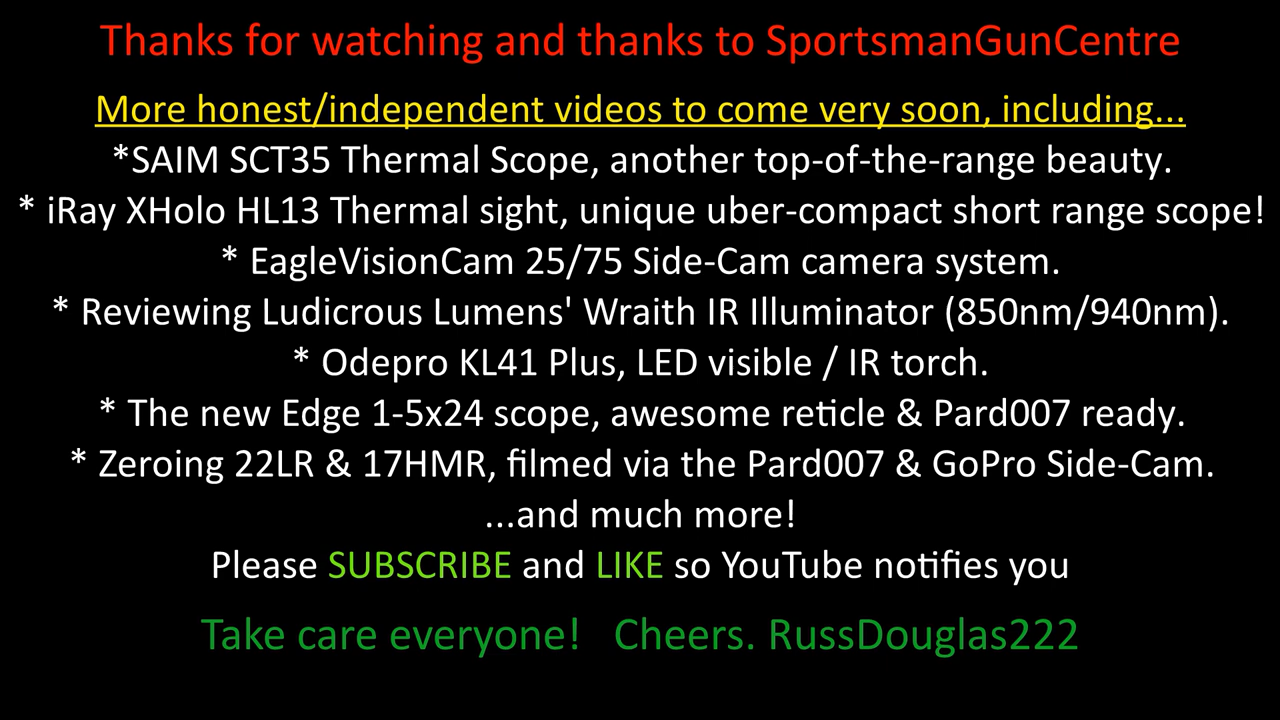 Thanks for watching and thanks to SportsmanGunCentre
More honest/independent videos to come very soon, including...
*SAIM SCT35 Thermal Scope, another top-of-the-range beauty.
* iRay XHolo HL13 Thermal sight, unique uber-compact short range scope!
* EagleVisionCam 25/75 Side-Cam camera system.
* Reviewing Ludicrous Lumens' Wraith IR Illuminator (850nm/940nm).
* Odepro KL41 Plus, LED visible / IR torch.
* The new Edge 1-5x24 scope, awesome reticle & Pard007 ready.
* Zeroing 22LR & 17HMR, filmed via the Pard007 & GoPro Side-Cam.
...and much more!
Please SUBSCRIBE and LIKE so YouTube notifies you
Take care everyone!   Cheers. RussDouglas222